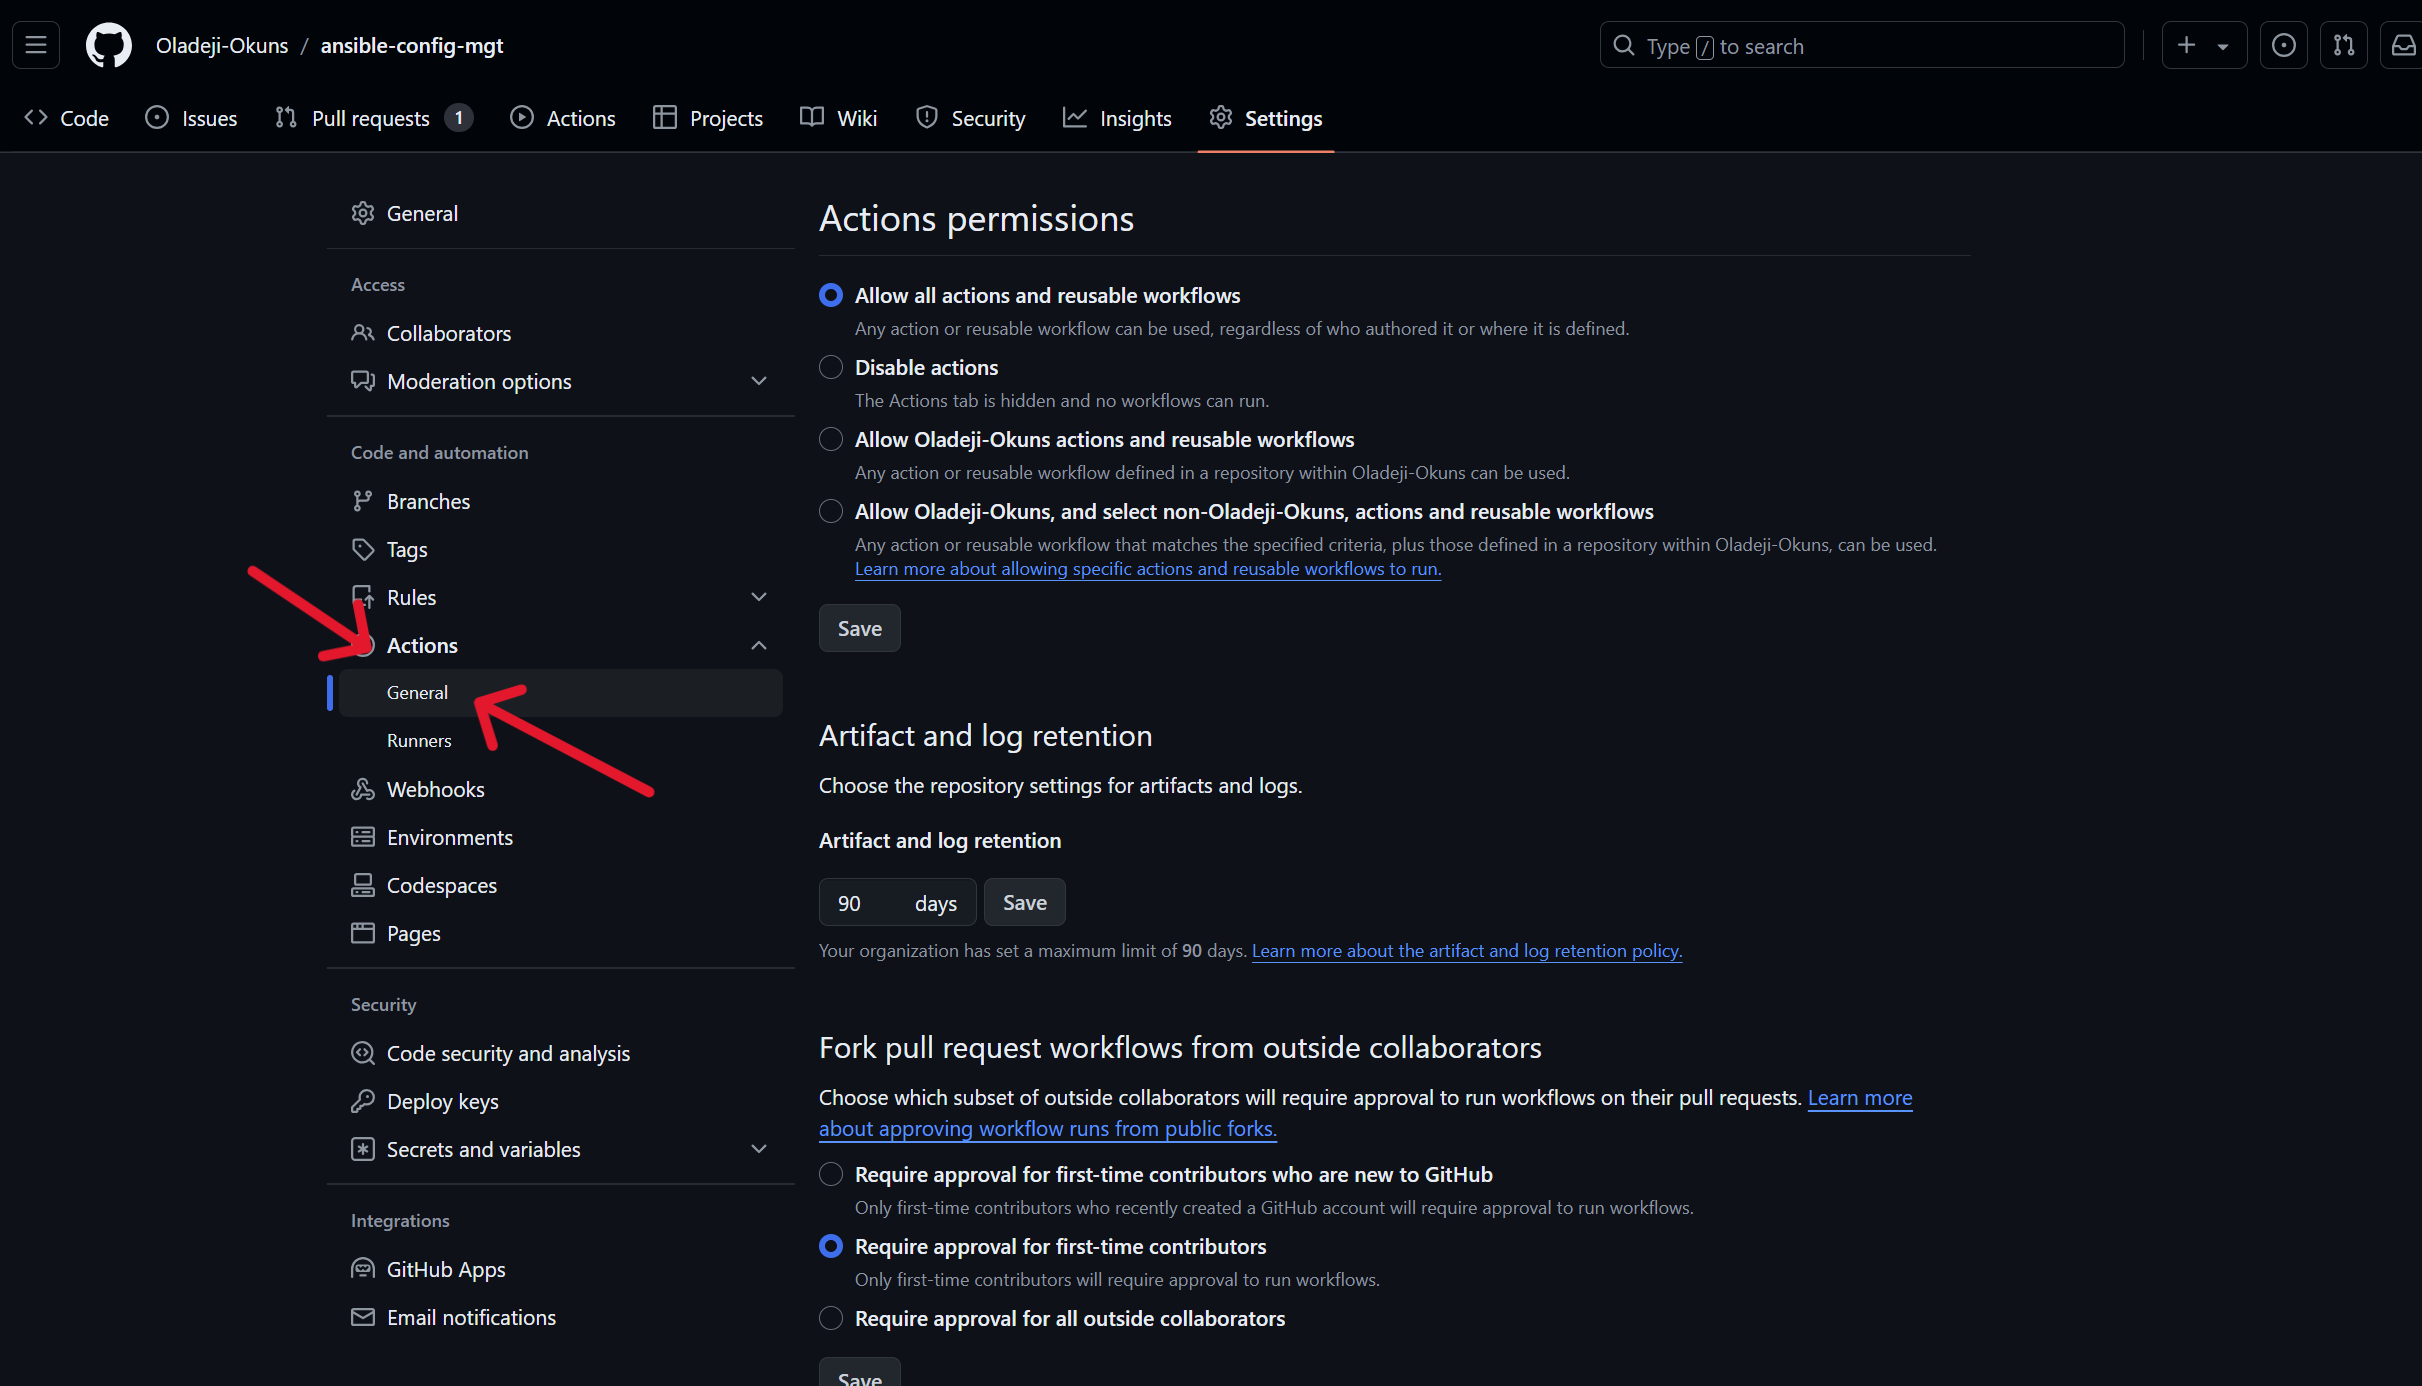 Oladeji-Okuns / ansible-config-mgt
Type / to search
Code Issues Pull requests 1 Actions Projects Wiki Security Insights Settings
General
Access
Collaborators
Moderation options
Code and automation
Branches
Tags
Rules
Actions
General
Runners
Webhooks
Environments
Codespaces
Pages
Security
Code security and analysis
Deploy keys
Secrets and variables
Integrations
GitHub Apps
Email notifications
Actions permissions
Allow all actions and reusable workflows
Any action or reusable workflow can be used, regardless of who authored it or where it is defined.
Disable actions
The Actions tab is hidden and no workflows can run.
Allow Oladeji-Okuns actions and reusable workflows
Any action or reusable workflow defined in a repository within Oladeji-Okuns can be used.
Allow Oladeji-Okuns, and select non-Oladeji-Okuns, actions and reusable workflows
Any action or reusable workflow that matches the specified criteria, plus those defined in a repository within Oladeji-Okuns, can be used.
Learn more about allowing specific actions and reusable workflows to run.
Save
Artifact and log retention
Choose the repository settings for artifacts and logs.
Artifact and log retention
90 days Save
Your organization has set a maximum limit of 90 days. Learn more about the artifact and log retention policy.
Fork pull request workflows from outside collaborators
Choose which subset of outside collaborators will require approval to run workflows on their pull requests. Learn more
about approving workflow runs from public forks.
Require approval for first-time contributors who are new to GitHub
Only first-time contributors who recently created a GitHub account will require approval to run workflows.
Require approval for first-time contributors
Only first-time contributors will require approval to run workflows.
Require approval for all outside collaborators
Save